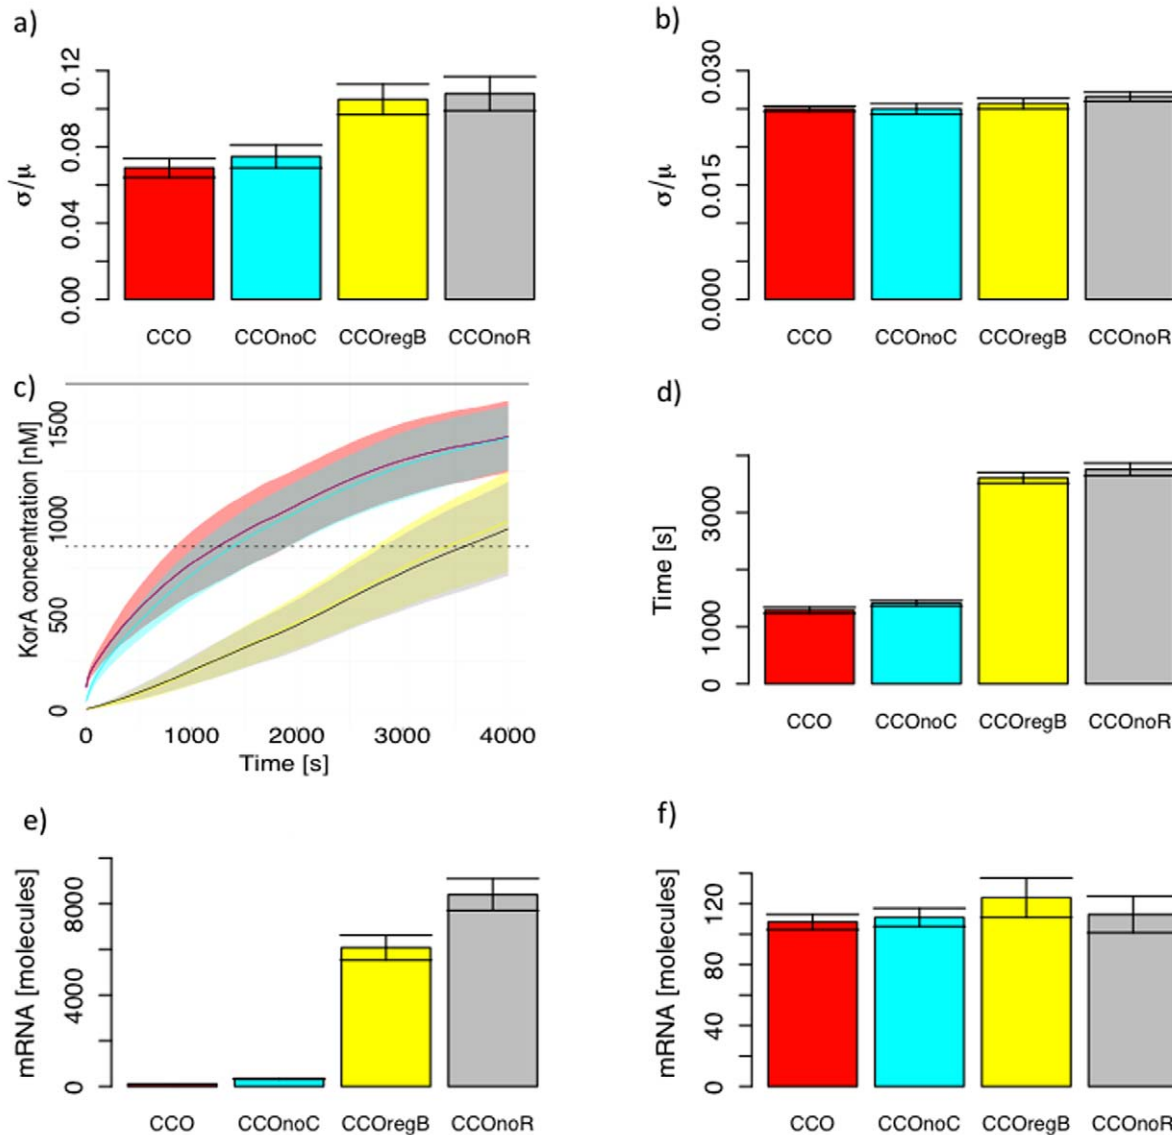 a)
σ/μ
0.00 0.04 0.08 0.12
CCO CCOnoC CCOregB CCOnoR
b)
σ/μ
0.000 0.015 0.030
CCO CCOnoC CCOregB CCOnoR
c)
KorA concentration [nM]
0 500 1000 1500
0 1000 2000 3000 4000
Time [s]
d)
Time [s]
0 1000 3000
CCO CCOnoC CCOregB CCOnoR
e)
mRNA [molecules]
0 4000 8000
CCO CCOnoC CCOregB CCOnoR
f)
mRNA [molecules]
0 40 80 120
CCO CCOnoC CCOregB CCOnoR